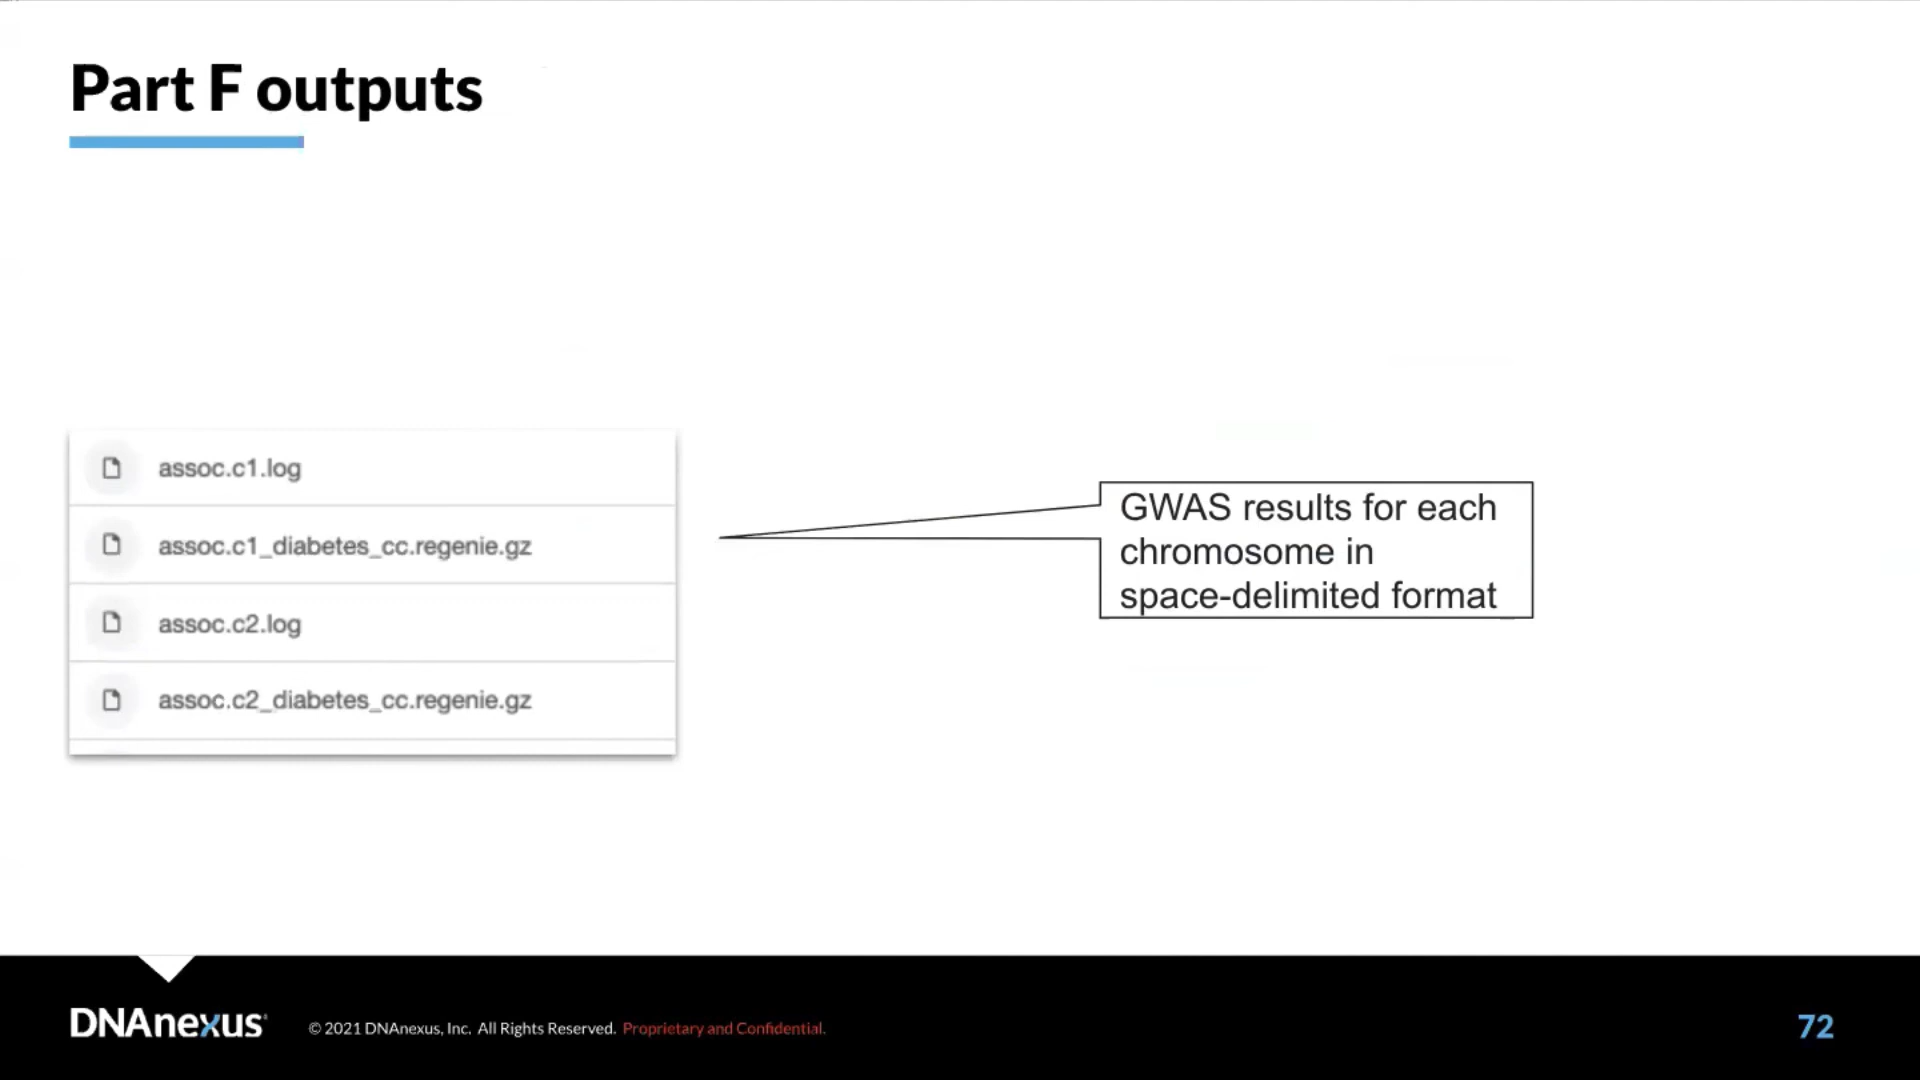 Part F outputs
assoc.c1.log
assoc.c1_diabetes_cc.regenie.gz
assoc.c2.log
assoc.c2_diabetes_cc.regenie.gz
GWAS results for each
chromosome in
space-delimited format
DNAnexus
© 2021 DNAnexus, Inc. All Rights Reserved. Proprietary and Confidential.
72